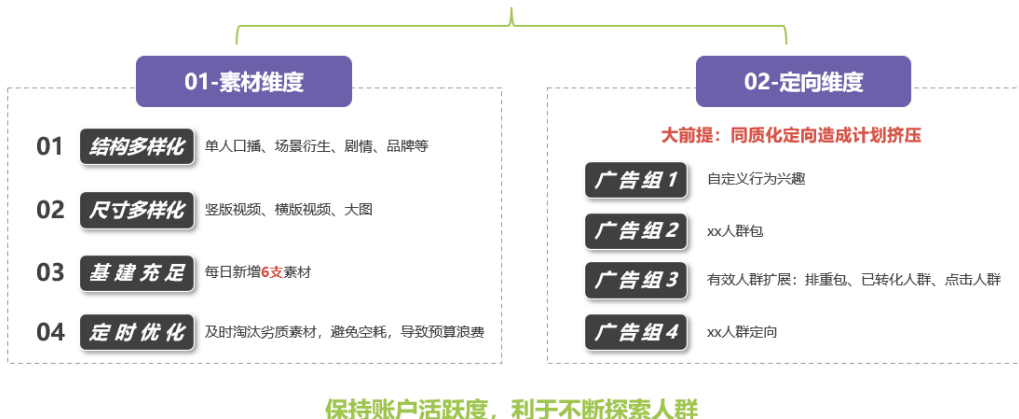 01-素材维度
01 结构多样化 单人口播、场景衍生、剧情、品牌等
02 尺寸多样化 竖版视频、横版视频、大图
03 基建充足 每日新增6支素材
04 定时优化 及时淘汰劣质素材，避免空耗，导致预算浪费
02-定向维度
大前提：同质化定向造成计划挤压
广告组1 自定义行为兴趣
广告组2 xx人群包
广告组3 有效人群扩展：排重包、已转化人群、点击人群
广告组4 xx人群定向
保持账户活跃度，利于不断探索人群